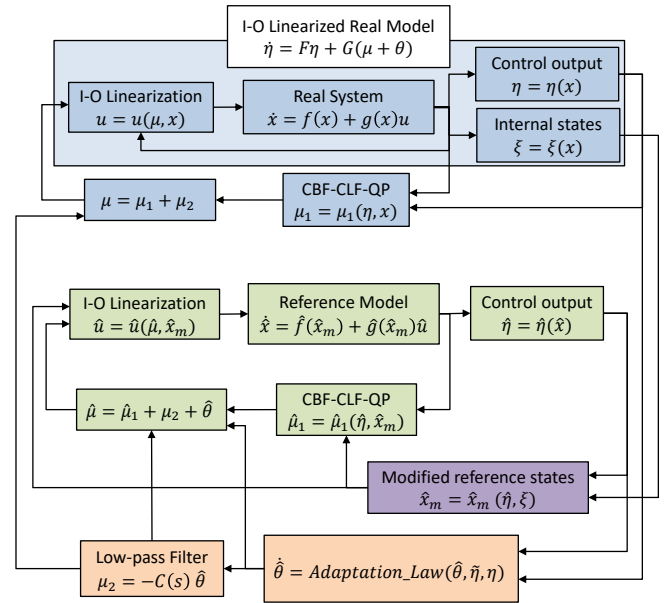 I-O Linearized Real Model
η̇ = Fη + G(μ + θ)
I-O Linearization
u = u(μ, x)
Real System
ẋ = f(x) + g(x)u
Control output
η = η(x)
Internal states
ξ = ξ(x)
μ = μ₁ + μ₂
CBF-CLF-QP
μ₁ = μ₁(η, x)
I-O Linearization
û = û(μ̂, x̂ₘ)
Reference Model
x̂̇ = f̂(x̂ₘ) + ĝ(x̂ₘ)û
Control output
η̂ = η̂(x̂)
μ̂ = μ̂₁ + μ₂ + θ̂
CBF-CLF-QP
μ̂₁ = μ̂₁(η̂, x̂ₘ)
Modified reference states
x̂ₘ = x̂ₘ (η̂, ξ)
Low-pass Filter
μ₂ = −C(s) θ̂
θ̂̇ = Adaptation_Law(θ̂, η̃, η)